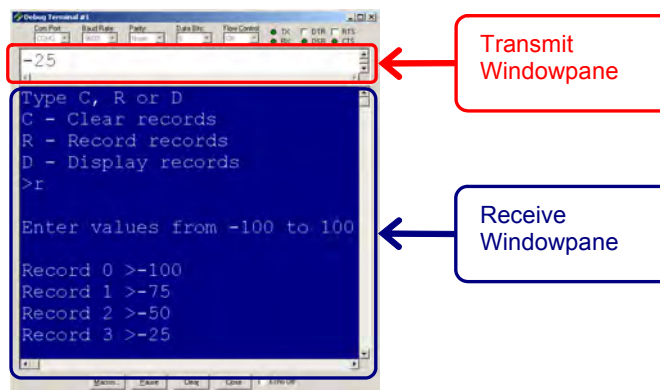 Debug Terminal #1
Com Port: Baud Rate: Parity: Data Bits: Flow Control:
TX DTR RTS
RX DSR CTS
-25
Transmit
Windowpane
Type C, R or D
C - Clear records
R - Record records
D - Display records
>r
Enter values from -100 to 100
Receive
Windowpane
Record 0 >-100
Record 1 >-75
Record 2 >-50
Record 3 >-25
Macros... Pause Clear Close Echo Off